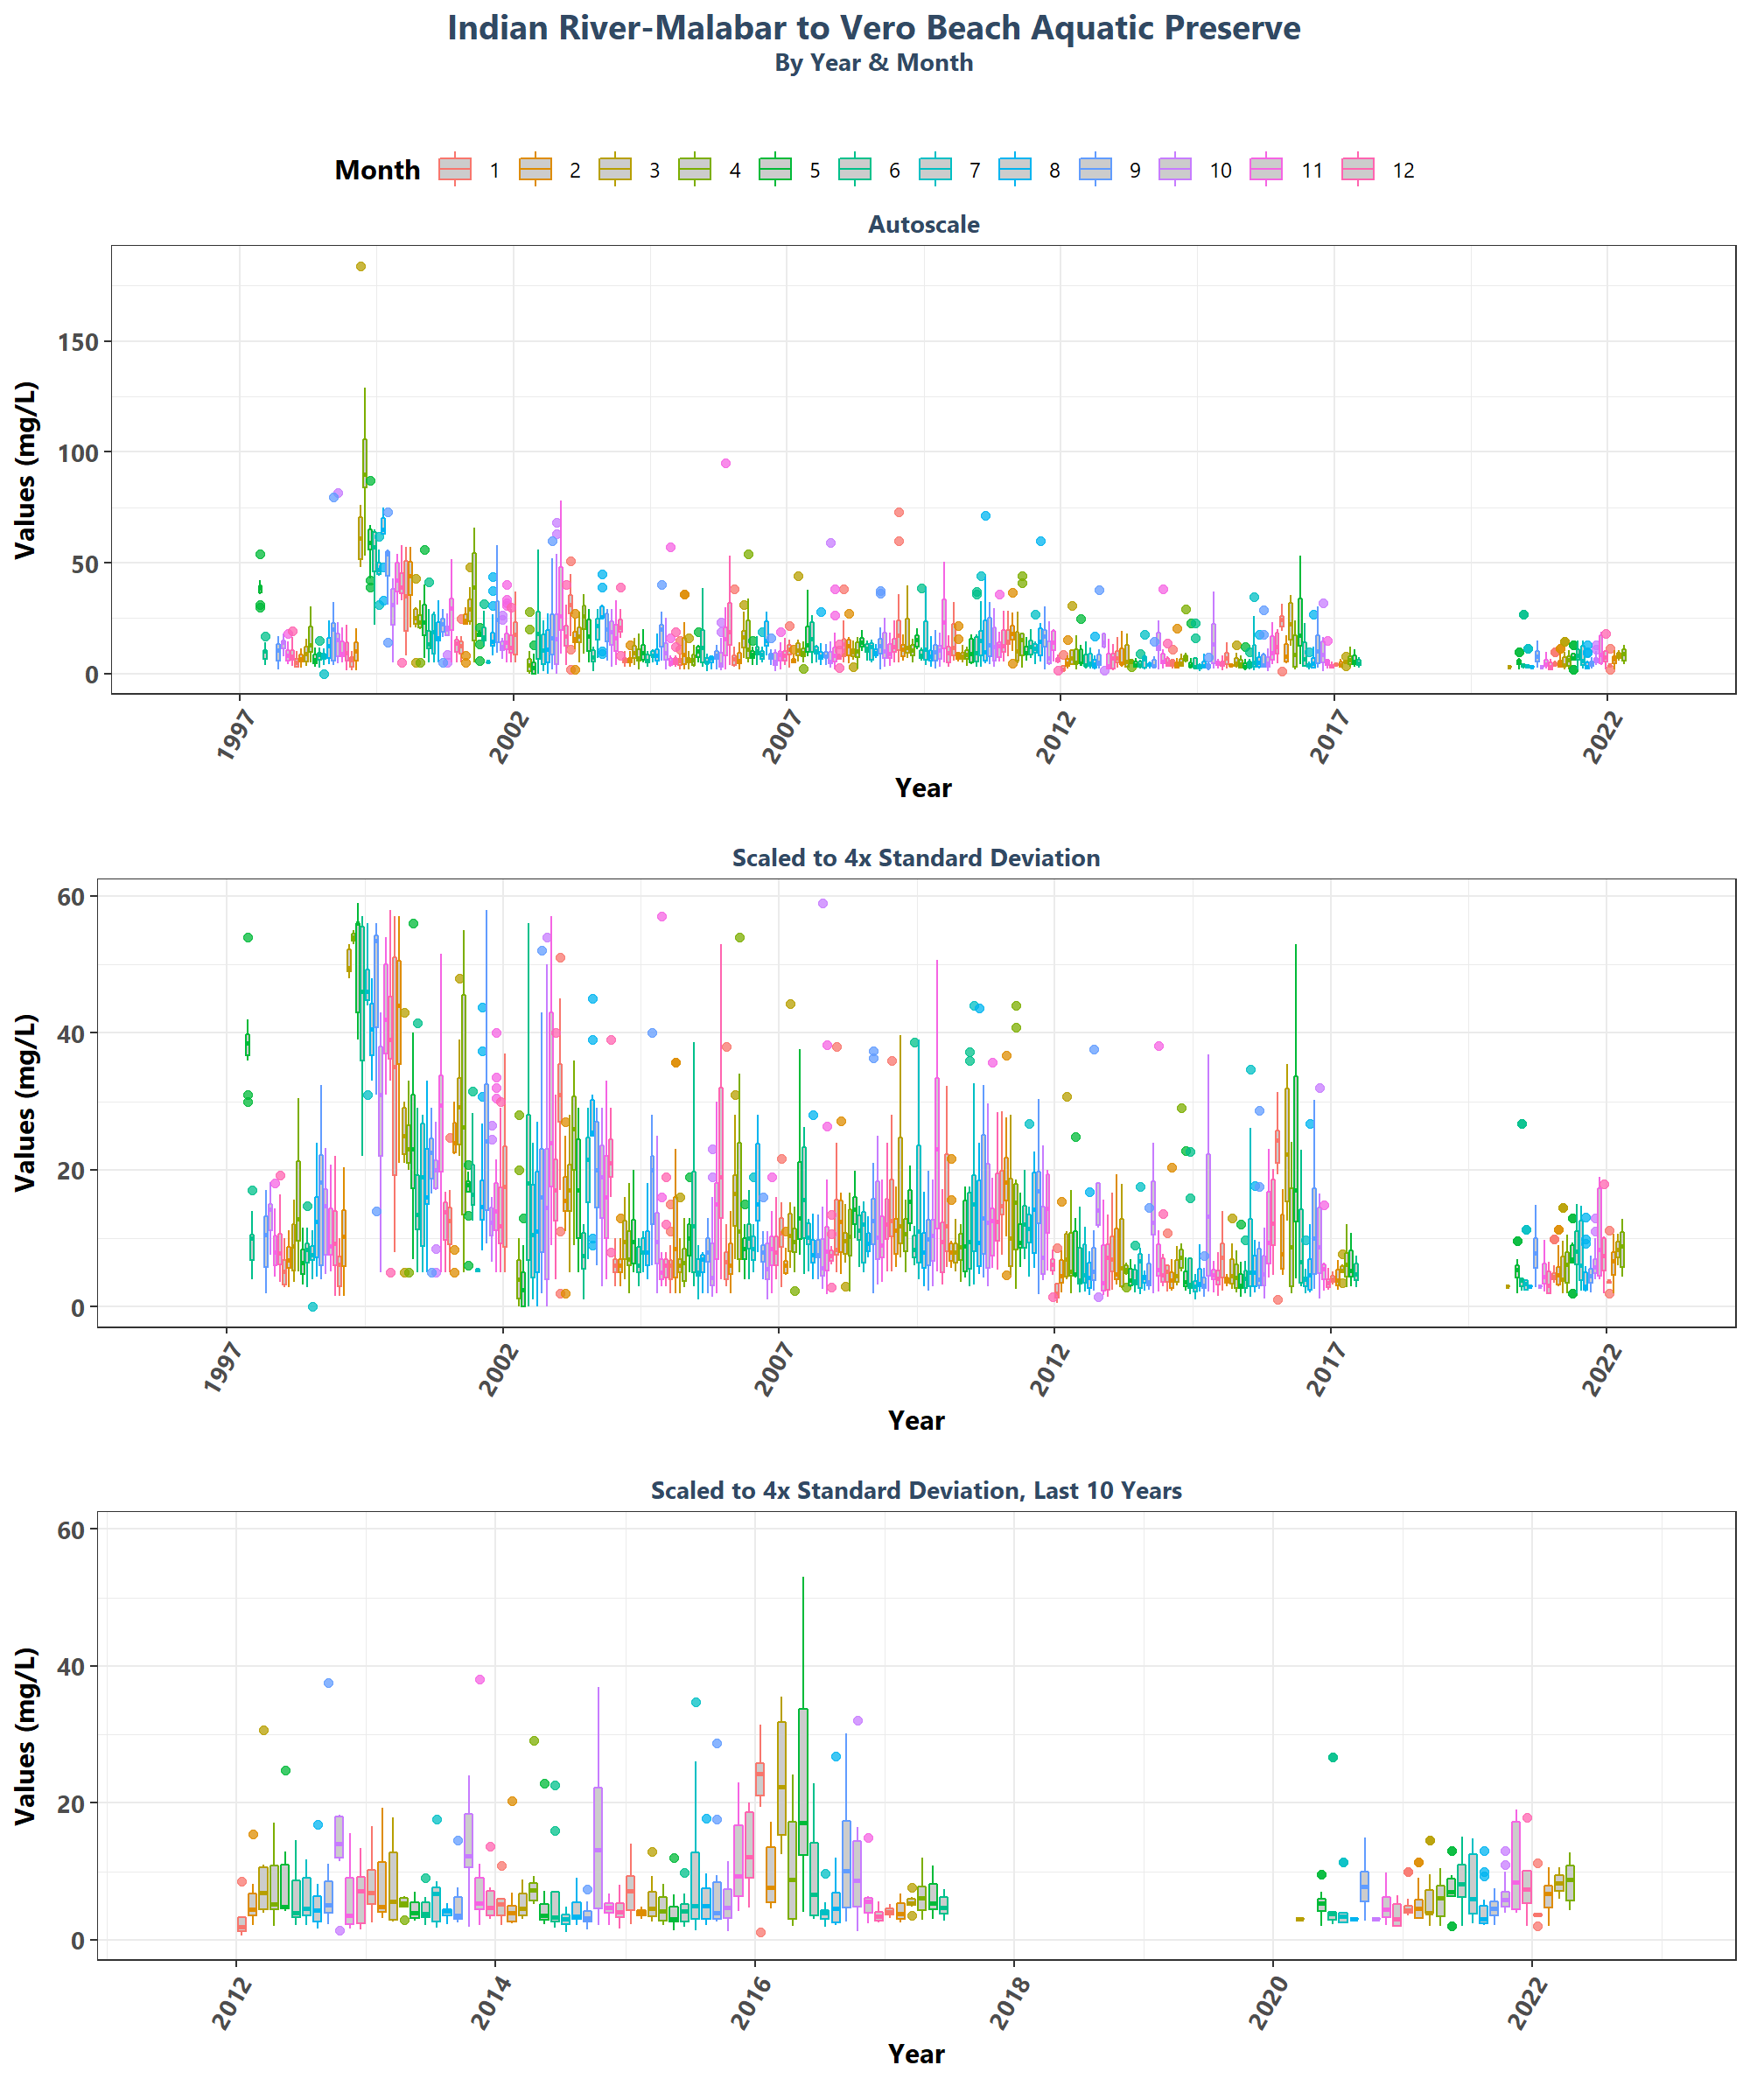 Indian River-Malabar to Vero Beach Aquatic Preserve
By Year & Month
Month 1 2 3 4 5 6 7 8 9 10 11 12
Autoscale
Values (mg/L)
150
100
50
0
1997 2002 2007 2012 2017 2022
Year
Scaled to 4x Standard Deviation
Values (mg/L)
60
40
20
0
1997 2002 2007 2012 2017 2022
Year
Scaled to 4x Standard Deviation, Last 10 Years
Values (mg/L)
60
40
20
0
2012 2014 2016 2018 2020 2022
Year